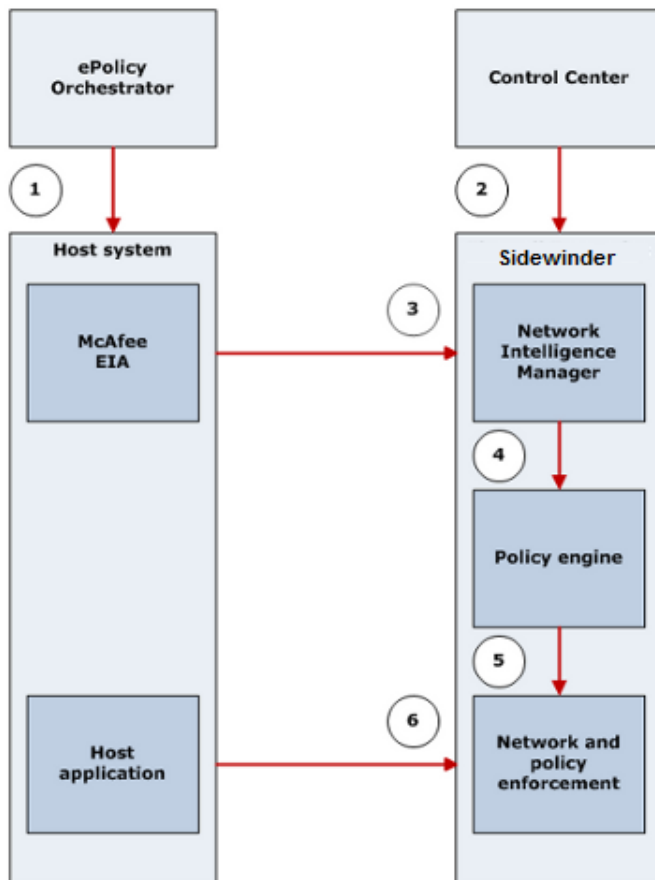 ePolicy
Orchestrator
Control Center
1
2
Host system
Sidewinder
McAfee
EIA
3
Network
Intelligence
Manager
4
Policy engine
5
Host
application
6
Network and
policy
enforcement